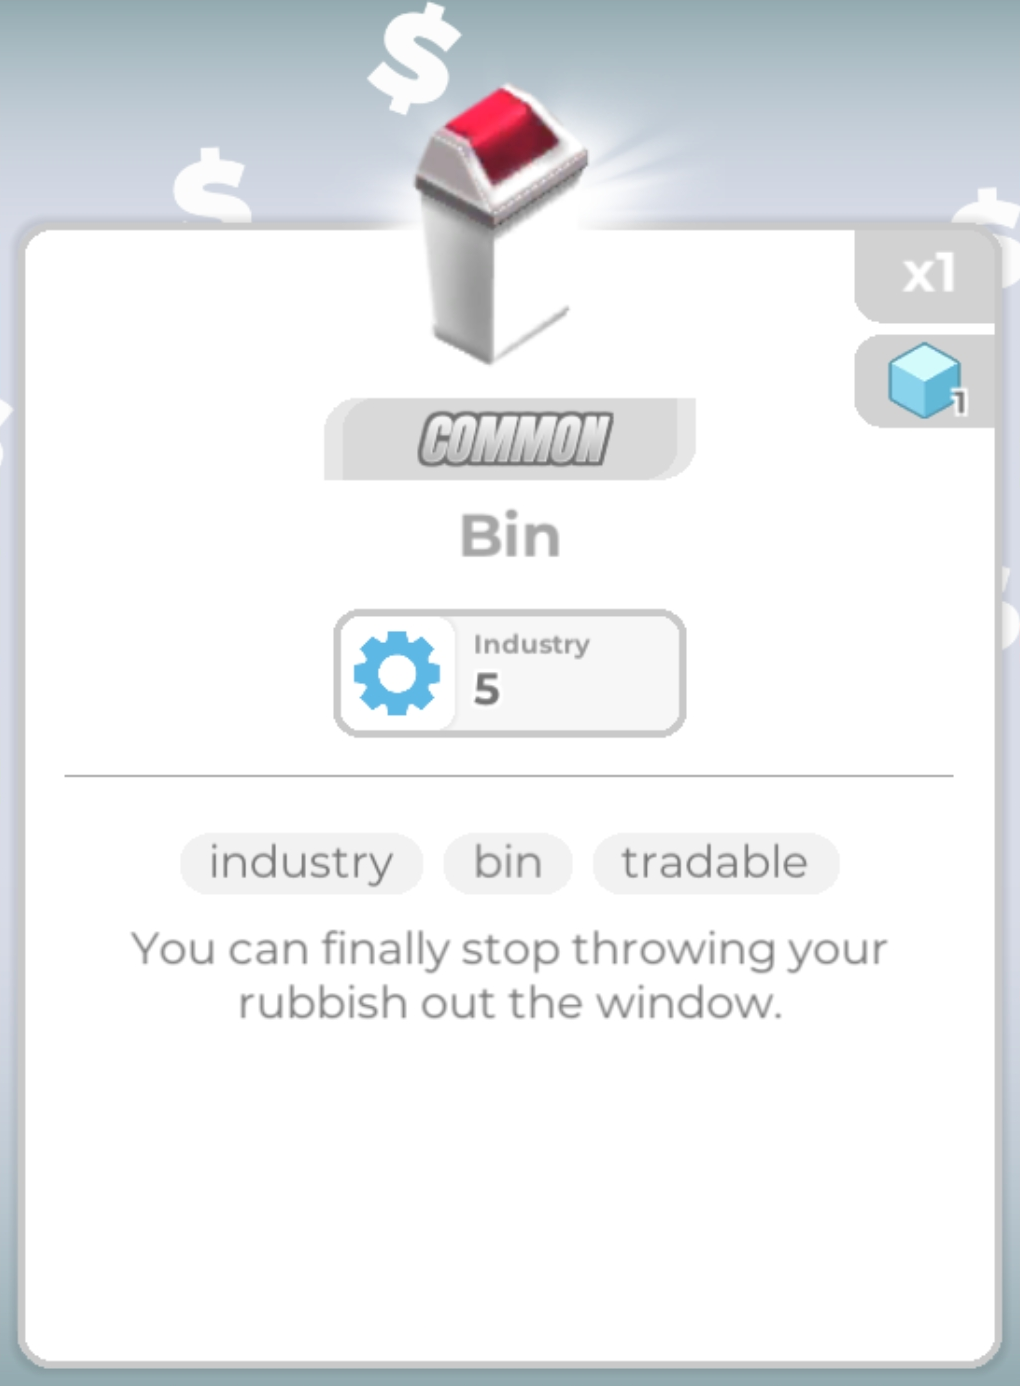 $
$
$
x1
1
COMMON
Bin
Industry
5
industry bin tradable
You can finally stop throwing your
rubbish out the window.